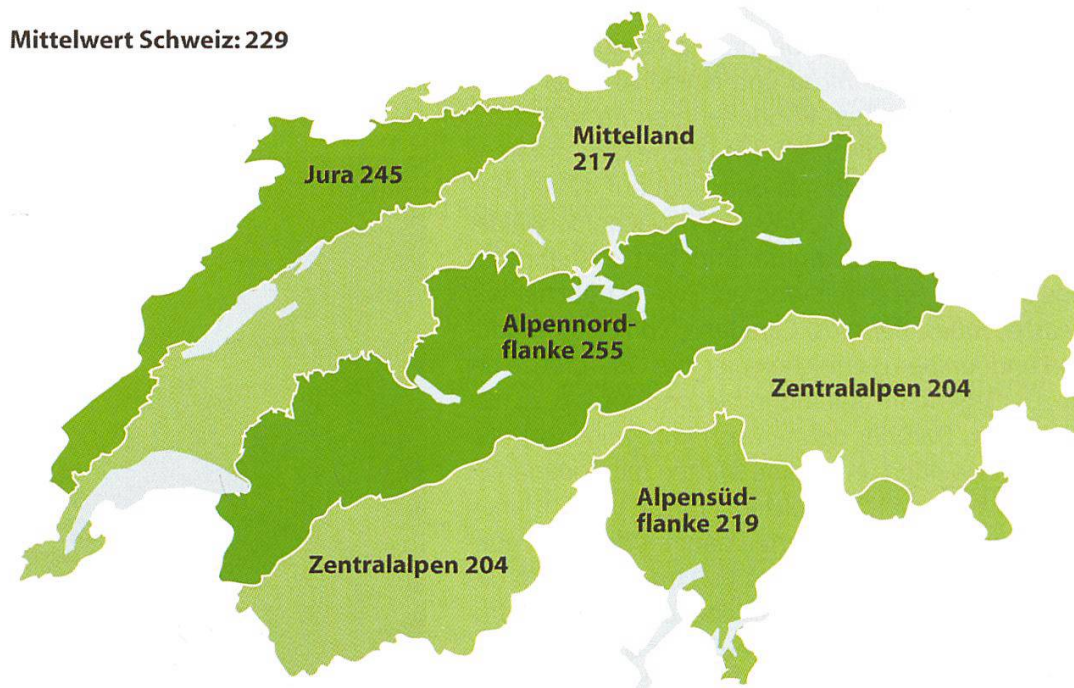 Mittelwert Schweiz: 229
Mittelland
217
Jura 245
Alpennord-
flanke 255
Zentralalpen 204
Alpensüd-
flanke 219
Zentralalpen 204